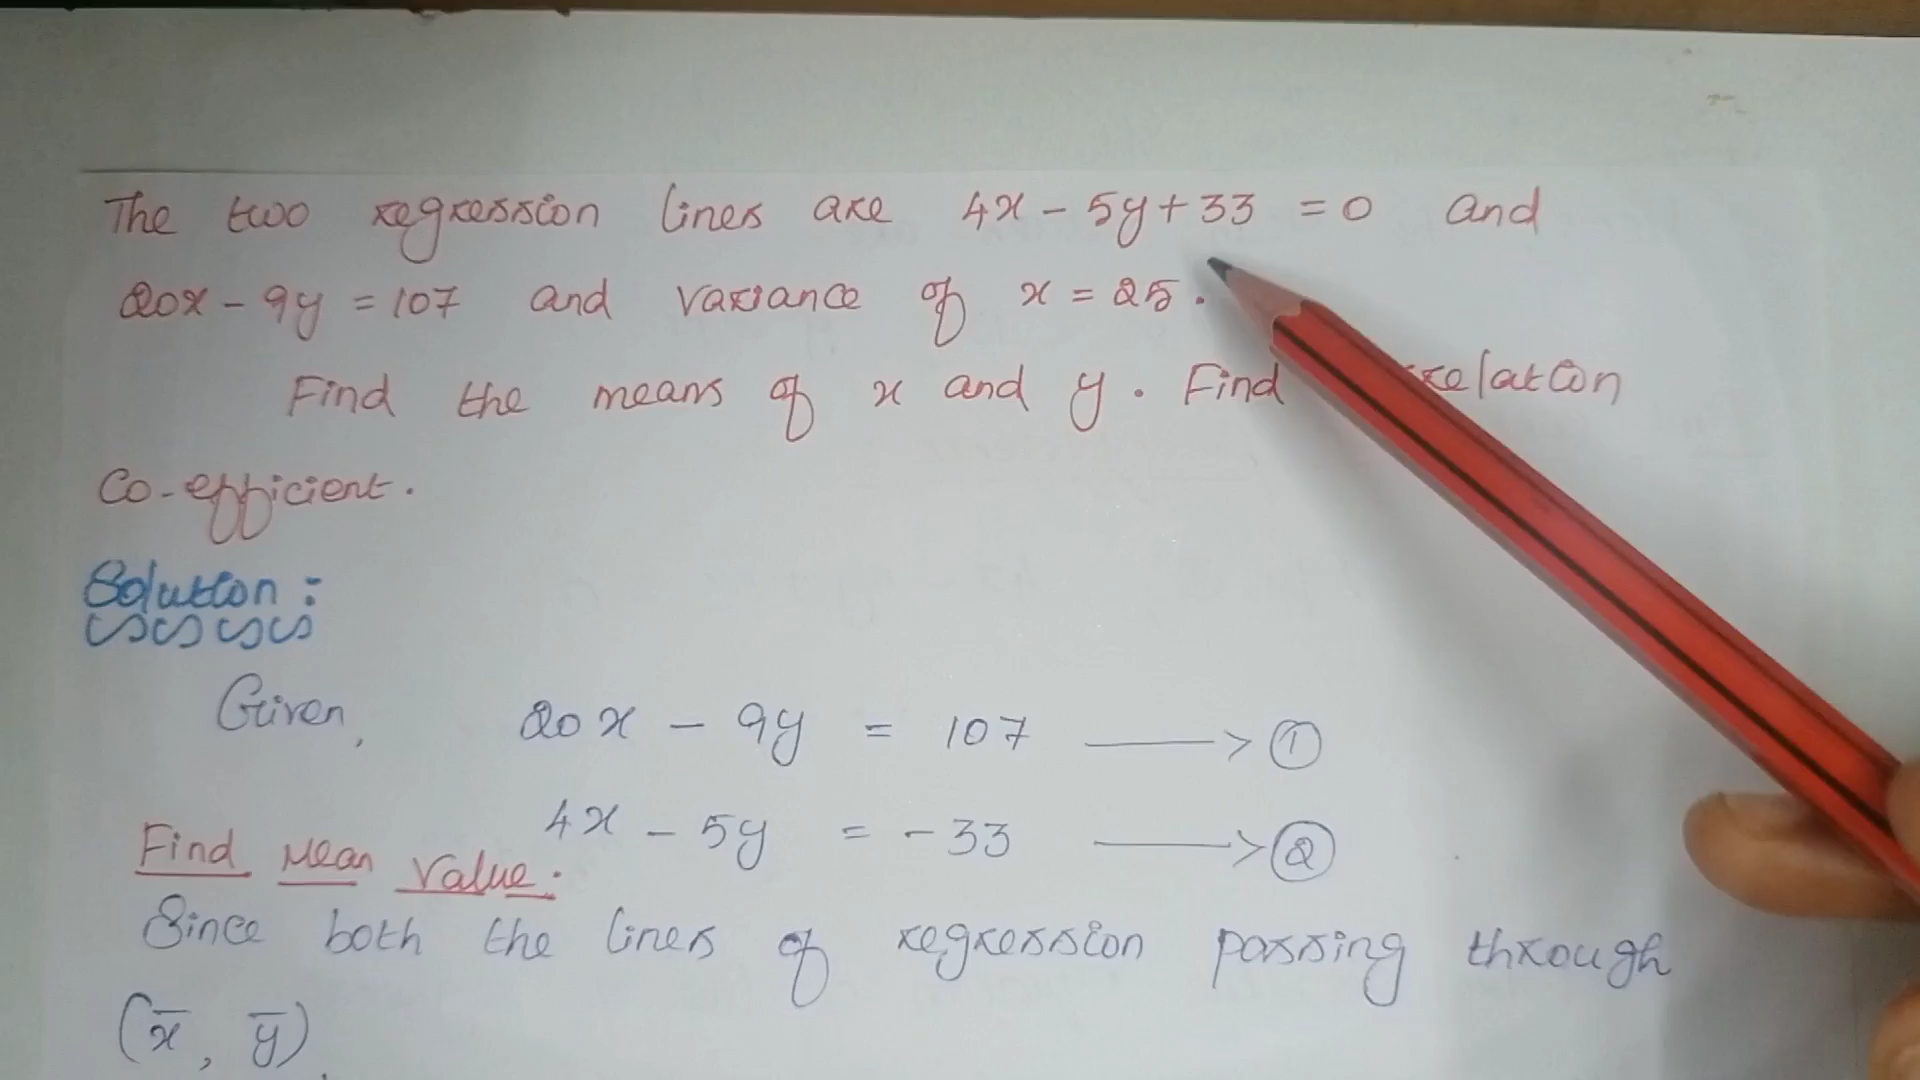 The two regression lines are 4x - 5y + 33 = 0 and
20x - 9y = 107 and variance of x = 25.
Find the means of x and y. Find
Co-efficient.
Solution:
Given, 20x - 9y = 107 → ①
4x - 5y = -33 → ②
Find Mean Value.
Since both the lines of regression passing through
(x̅, y̅).